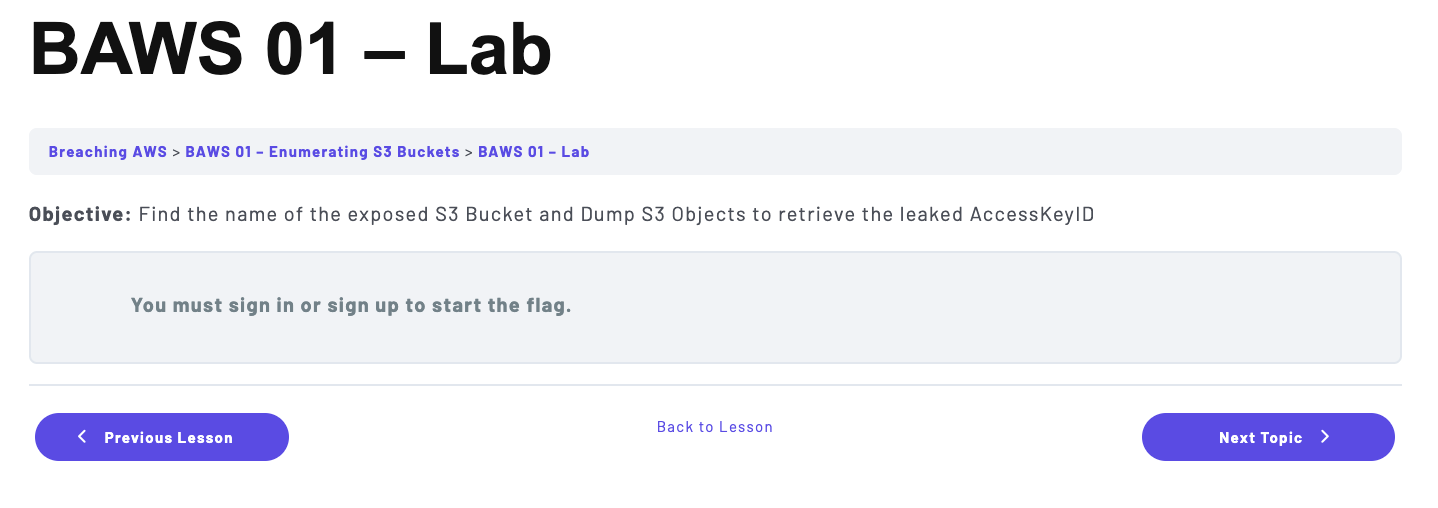 BAWS 01 – Lab
Breaching AWS > BAWS 01 – Enumerating S3 Buckets > BAWS 01 – Lab
Objective: Find the name of the exposed S3 Bucket and Dump S3 Objects to retrieve the leaked AccessKeyID
You must sign in or sign up to start the flag.
Previous Lesson
Back to Lesson
Next Topic